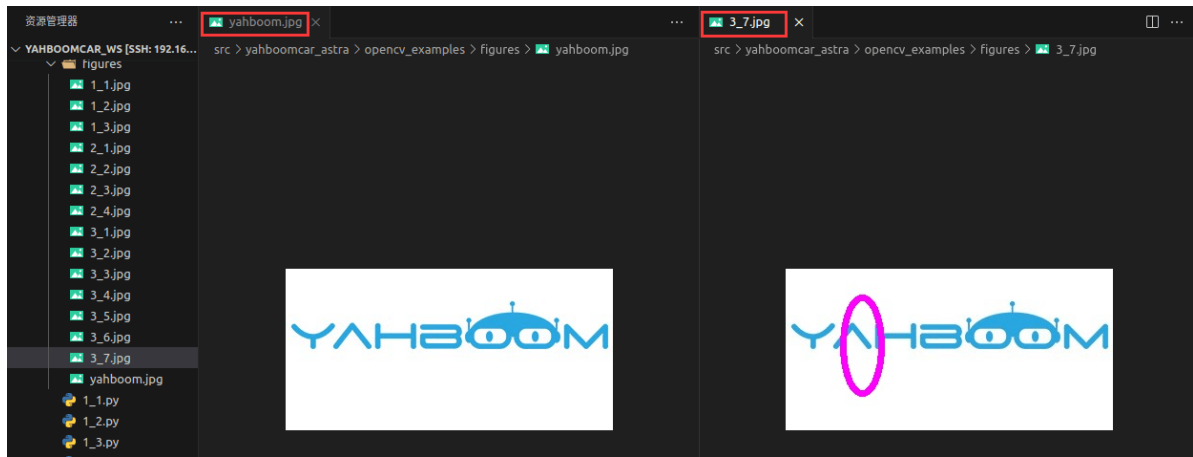 资源管理器 ···
YAHBOOMCAR_WS [SSH: 192.16...
figures
1_1.jpg
1_2.jpg
1_3.jpg
2_1.jpg
2_2.jpg
2_3.jpg
2_4.jpg
3_1.jpg
3_2.jpg
3_3.jpg
3_4.jpg
3_5.jpg
3_6.jpg
3_7.jpg
yahboom.jpg
1_1.py
1_2.py
1_3.py
yahboom.jpg ···
src > yahboomcar_astra > opencv_examples > figures > yahboom.jpg
YAHBOOM
3_7.jpg ···
src > yahboomcar_astra > opencv_examples > figures > 3_7.jpg
YAHBOOM